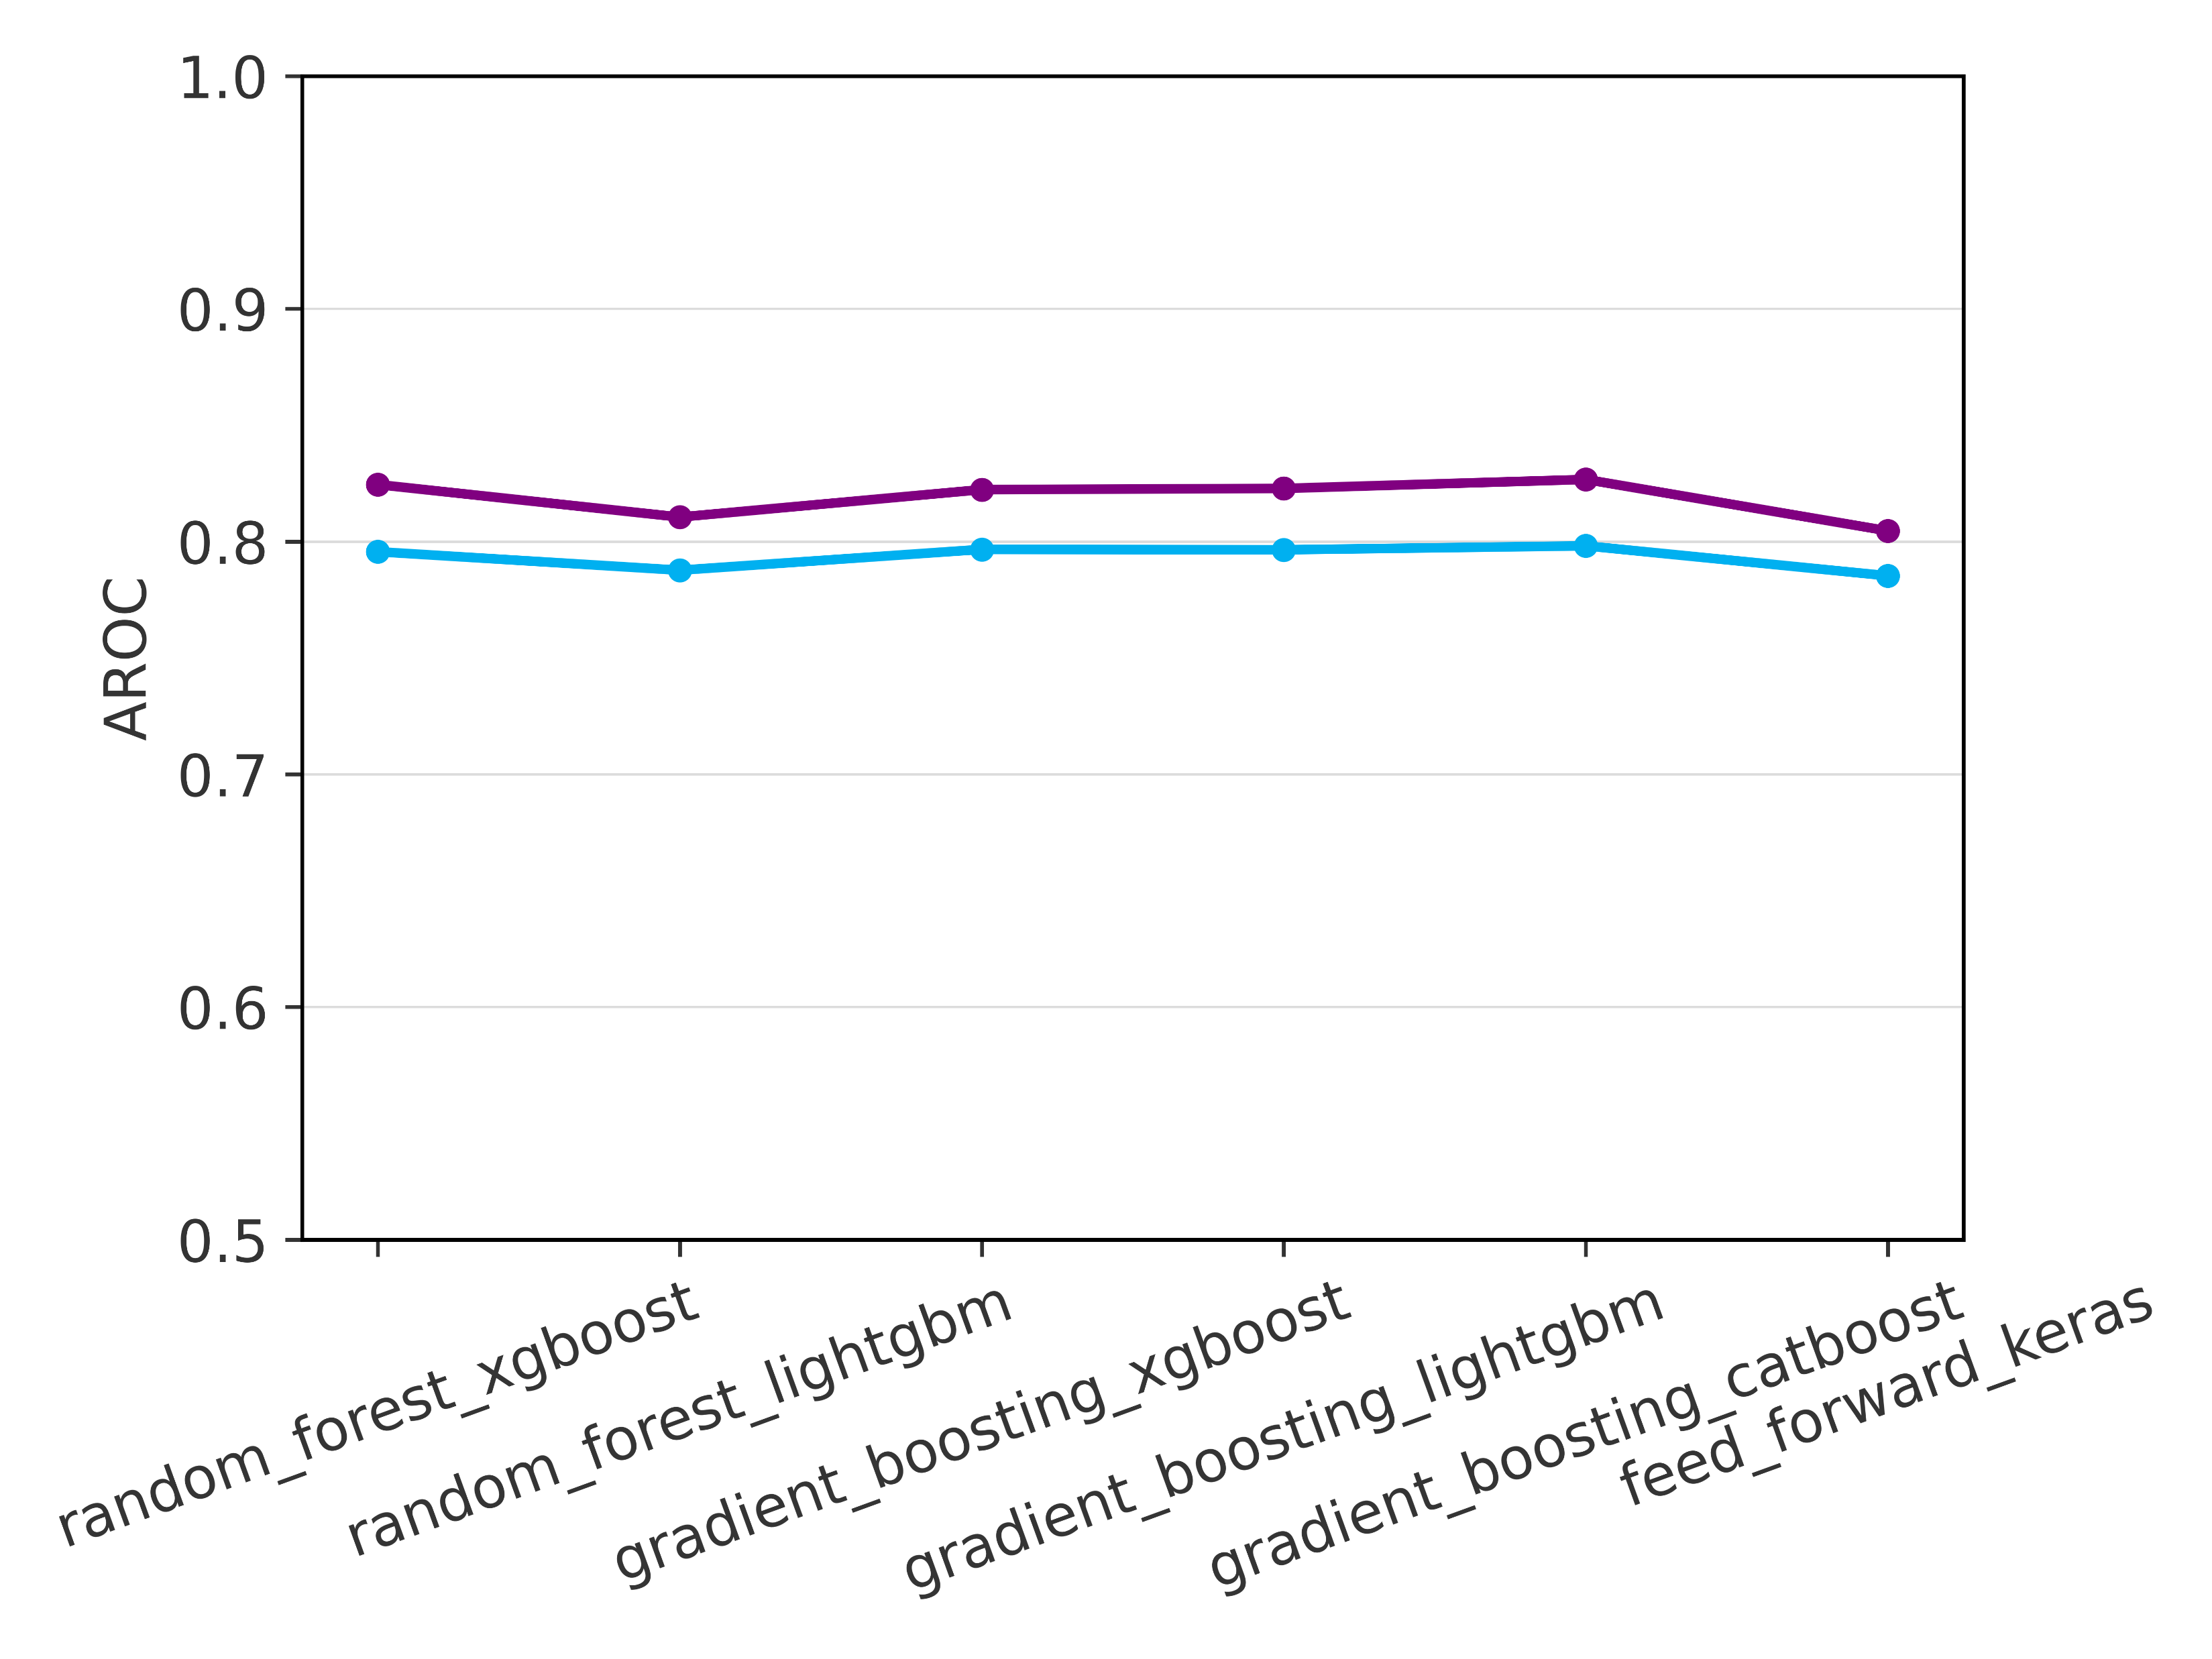 1.0
0.9
0.8
0.7
0.6
0.5
AROC
random_forest_xgboost
random_forest_lightgbm
gradient_boosting_xgboost
gradient_boosting_lightgbm
gradient_boosting_catboost
feed_forward_keras